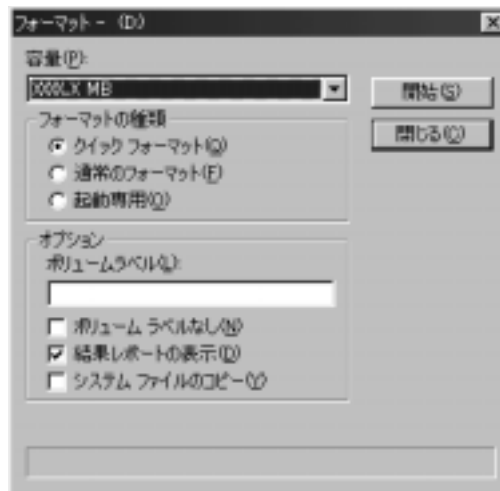 フォーマット - (D:)
容量(P):
XXX.X MB
開始(S)
閉じる(C)
フォーマットの種類
クイック フォーマット(Q)
通常のフォーマット(F)
起動専用(O)
オプション
ボリュームラベル(L):
ボリューム ラベルなし(N)
結果レポートの表示(D)
システム ファイルのコピー(Y)